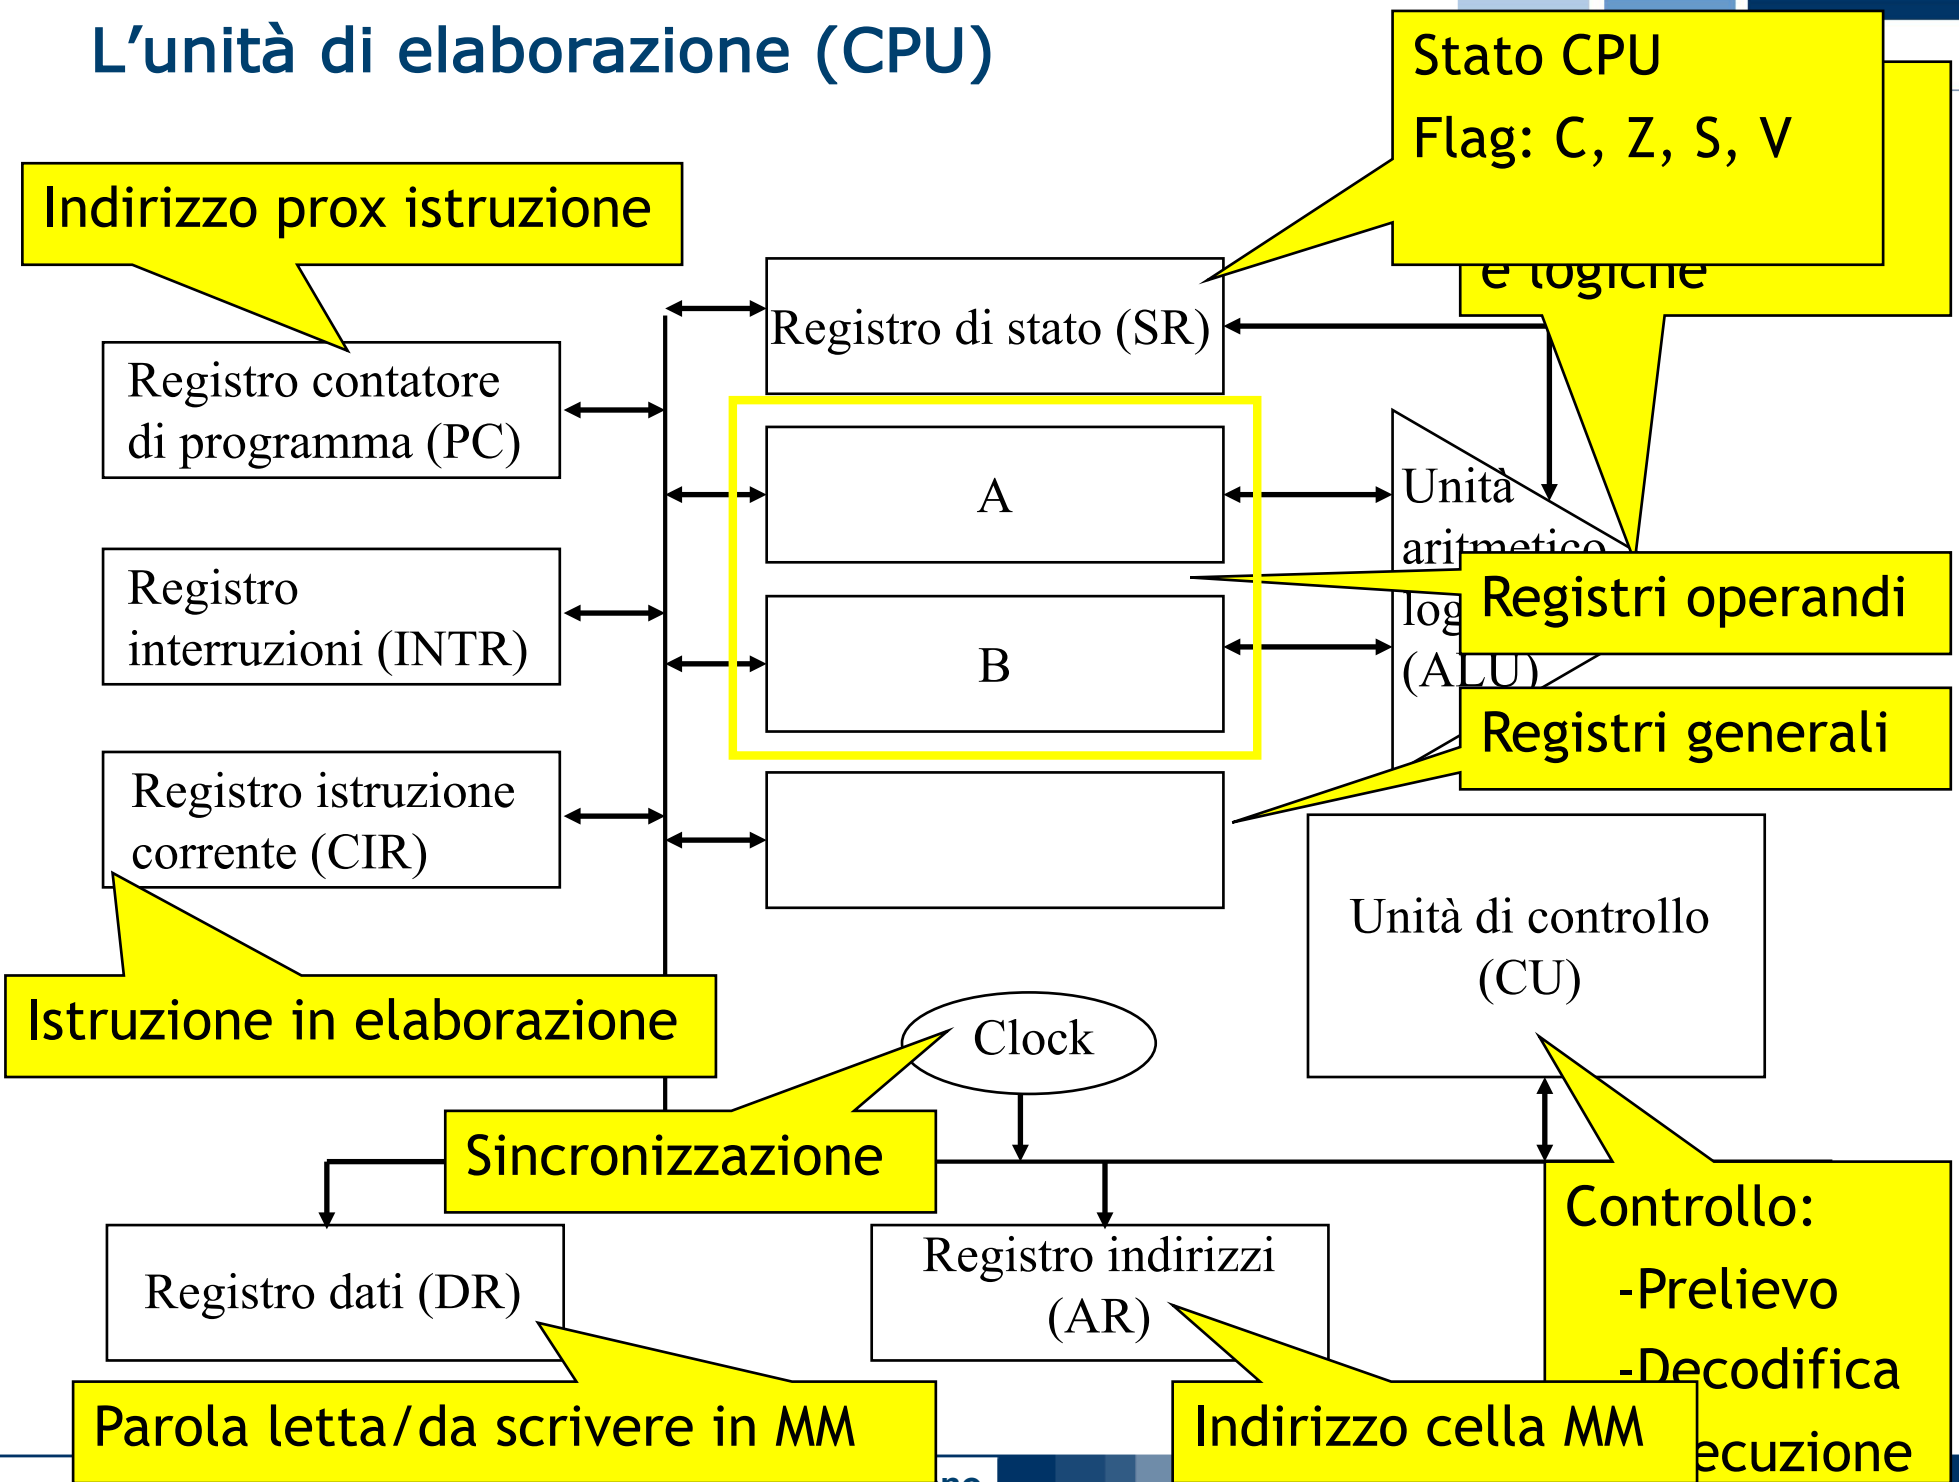 L’unità di elaborazione (CPU)
Stato CPU
Flag: C, Z, S, V
e logiche
Indirizzo prox istruzione
Registro di stato (SR)
Registro contatore
di programma (PC)
A
Unità
aritmetico
log
(ALU)
Registri operandi
Registro
interruzioni (INTR)
B
Registri generali
Registro istruzione
corrente (CIR)
Unità di controllo
(CU)
Istruzione in elaborazione
Clock
Sincronizzazione
Controllo:
-Prelievo
-Decodifica
ecuzione
Registro dati (DR)
Registro indirizzi
(AR)
Parola letta/da scrivere in MM
Indirizzo cella MM